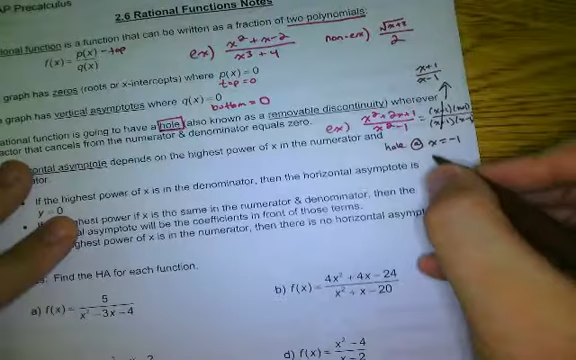 AP Precalculus
2.6 Rational Functions Notes
ional function is a function that can be written as a fraction of two polynomials:
f(x) = p(x)/q(x) - top
ex) (x² + x - 2)/(x3 + 4)
non-ex) √(x+3)/2
graph has zeros (roots or x-intercepts) where p(x) = 0
top = 0
graph has vertical asymptotes where q(x) = 0
bottom = 0
ational function is going to have a hole (also known as a removable discontinuity) wherever
actor that cancels from the numerator & denominator equals zero.
(x+1)/(x-1)
ex) (x² + 2x + 1)/(x² - 1) =
hole @ x = -1
ontal asymptote depends on the highest power of x in the numerator and
If the highest power of x is in the denominator, then the horizontal asymptote is
y = 0
hest power if x is the same in the numerator & denominator, then the
al asymptote will be the coefficients in front of those terms.
ghest power of x is in the numerator, then there is no horizontal asympt
Find the HA for each function.
a) f(x) = 5/(x² - 3x - 4)
b) f(x) = (4x² + 4x - 24)/(x² + x - 20)
d) f(x) = (x² - 4)/(x - 2)